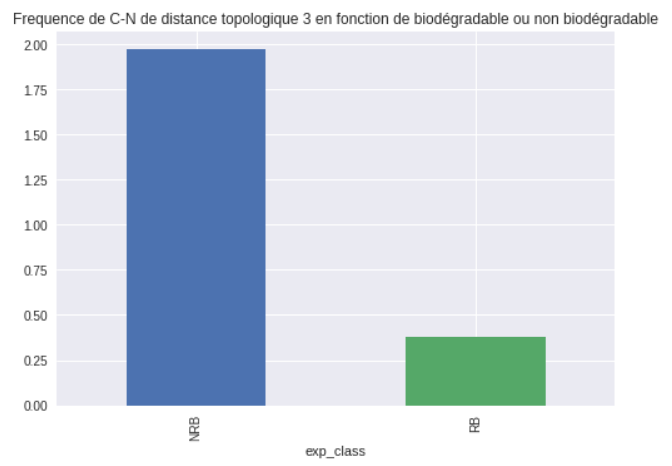 Frequence de C-N de distance topologique 3 en fonction de biodégradable ou non biodégradable
2.00
1.75
1.50
1.25
1.00
0.75
0.50
0.25
0.00
NRB
RB
exp_class